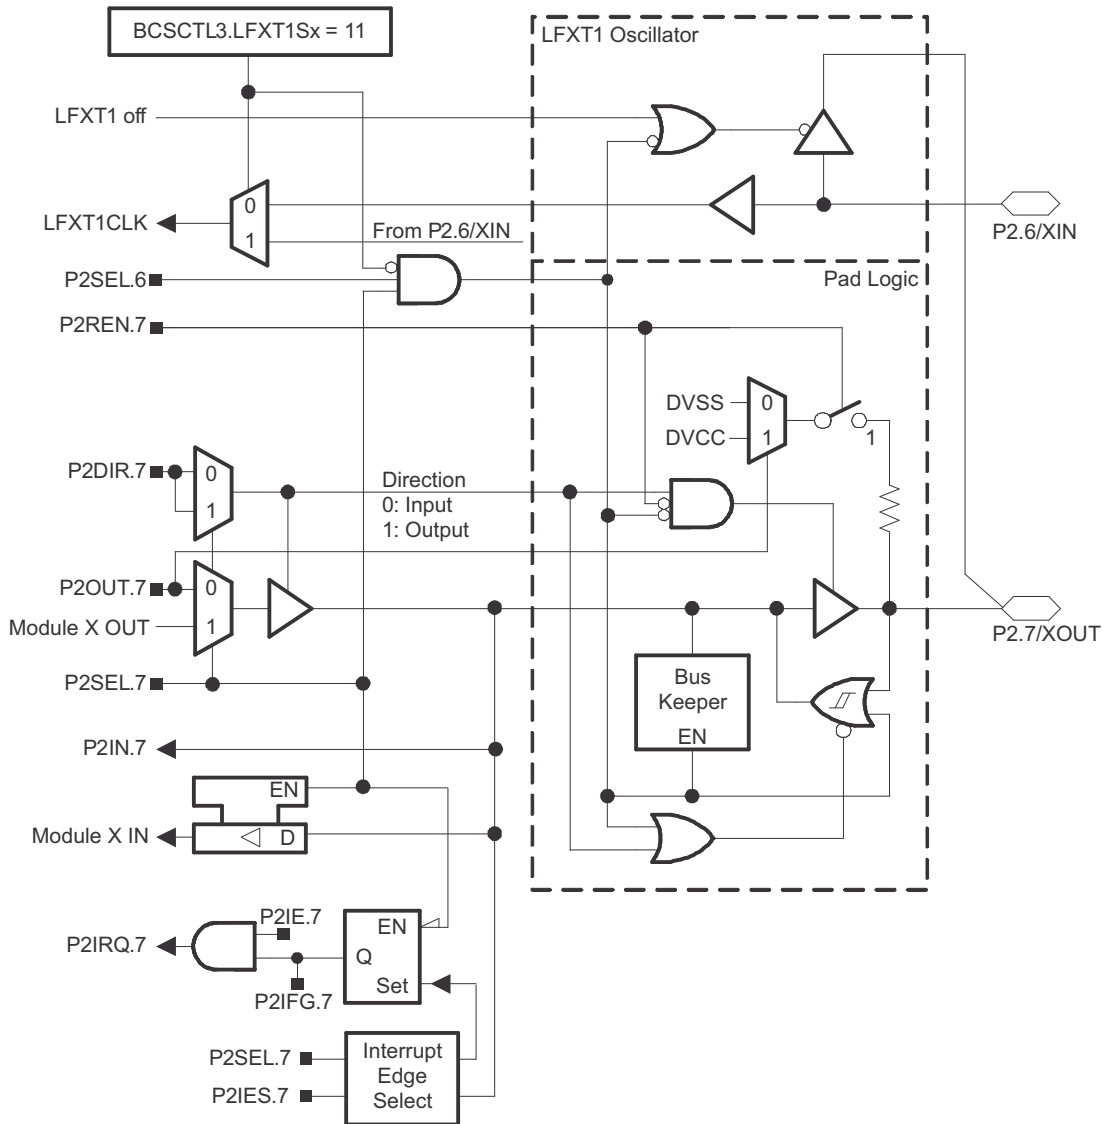 BCSCTL3.LFXT1Sx = 11
LFXT1 Oscillator
LFXT1 off
0
LFXT1CLK
1
From P2.6/XIN
P2.6/XIN
P2SEL.6
Pad Logic
P2REN.7
DVSS
0
DVCC
1
1
P2DIR.7
0
1
Direction
0: Input
1: Output
P2OUT.7
0
Module X OUT
1
P2.7/XOUT
P2SEL.7
Bus
Keeper
EN
P2IN.7
EN
Module X IN
D
P2IE.7
EN
P2IRQ.7
Q
Set
P2IFG.7
P2SEL.7
Interrupt
Edge
Select
P2IES.7